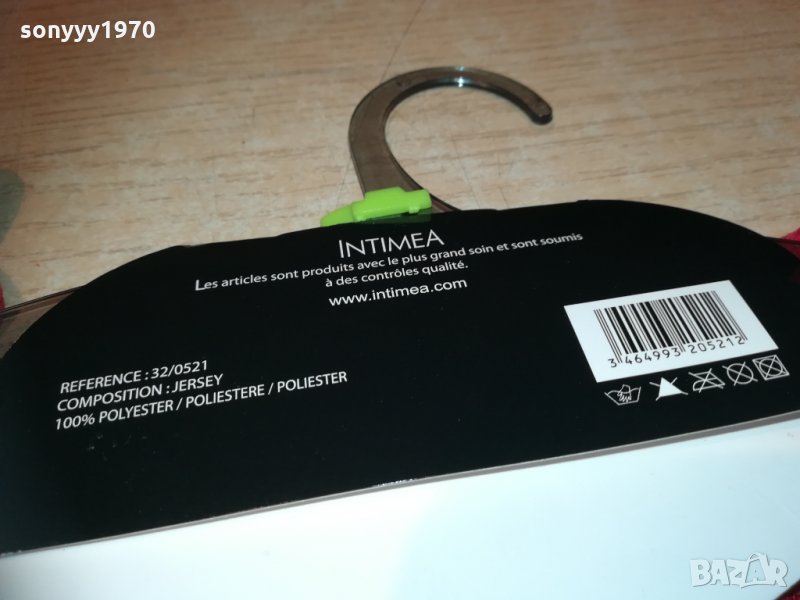 sonyyy1970
INTIMEA
Les articles sont produits avec le plus grand soin et sont soumis
à des contrôles qualité.
www.intimea.com
REFERENCE : 32/0521
COMPOSITION : JERSEY
100% POLYESTER / POLIESTERE / POLIESTER
3 464993 205212
BAZAR